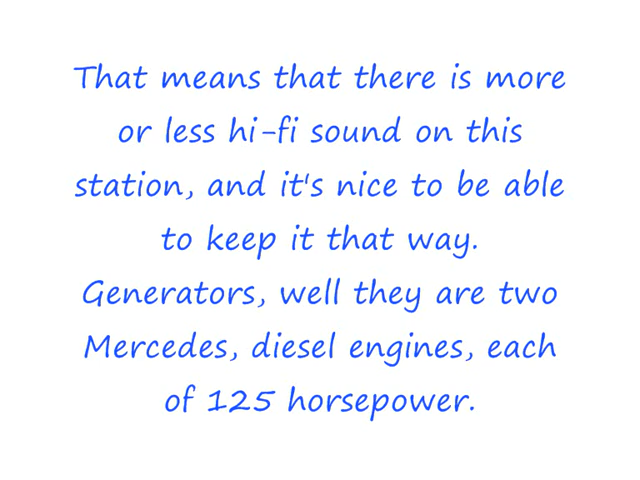 That means that there is more
or less hi-fi sound on this
station, and it's nice to be able
to keep it that way.
Generators, well they are two
Mercedes, diesel engines, each
of 125 horsepower.